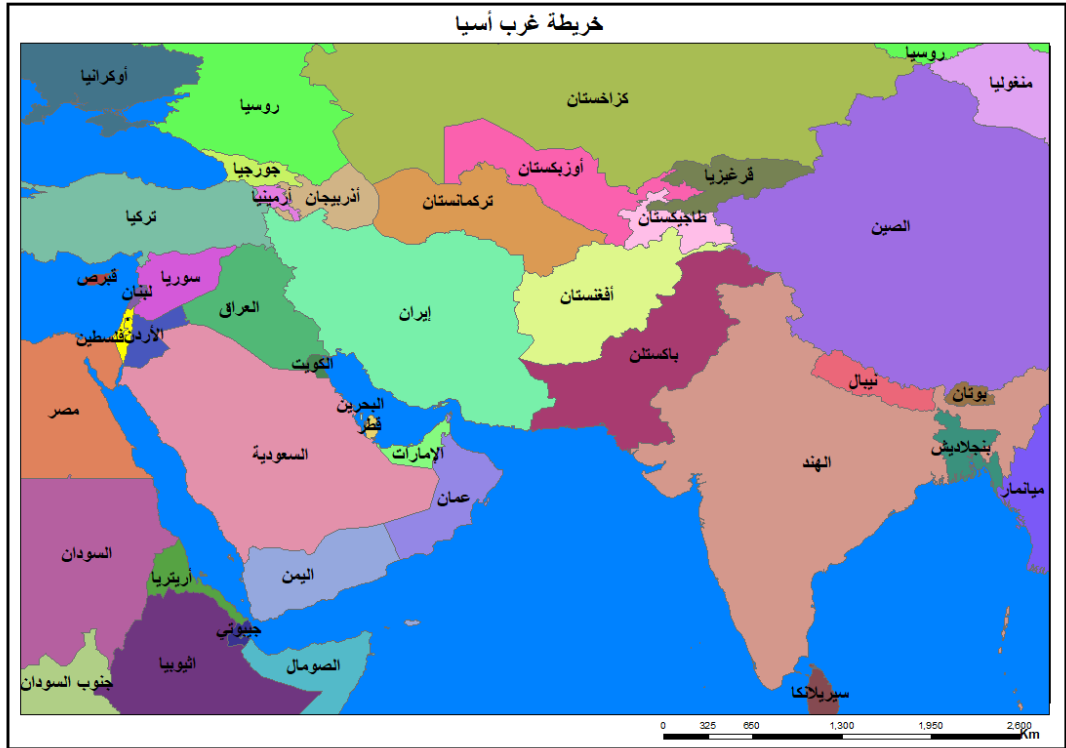 خريطة غرب أسيا
روسيا
أوكرانيا
منغوليا
كزاخستان
روسيا
أوزبكستان
جورجيا
قرغيزيا
أذربيجان
أرمينيا
تركمانستان
طاجيكستان
تركيا
الصين
قبرص
سوريا
لبنان
أفغنستان
العراق
إيران
فلسطين
الأردن
باكستلن
الكويت
نيبال
بوتان
البحرين
قطر
مصر
السعودية
الإمارات
بنجلاديش
الهند
عمان
ميانمار
السودان
أريتريا
اليمن
جيبوتي
اثيوبيا
الصومال
جنوب السودان
سيريلانكا
0 325 650 1,300 1,950 2,600
Km